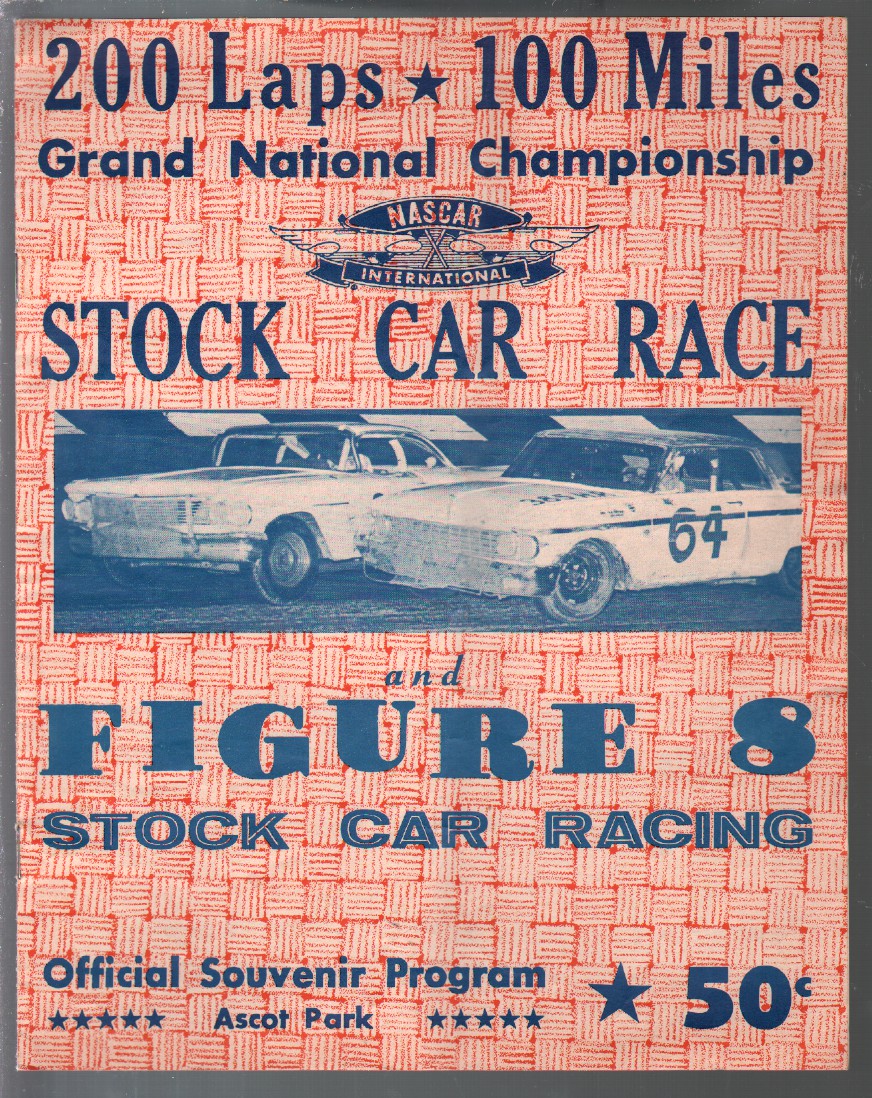 200 Laps ★ 100 Miles
Grand National Championship
NASCAR
INTERNATIONAL
STOCK CAR RACE
64
and
FIGURE 8
STOCK CAR RACING
Official Souvenir Program
★★★★★ Ascot Park ★★★★★
★ 50c